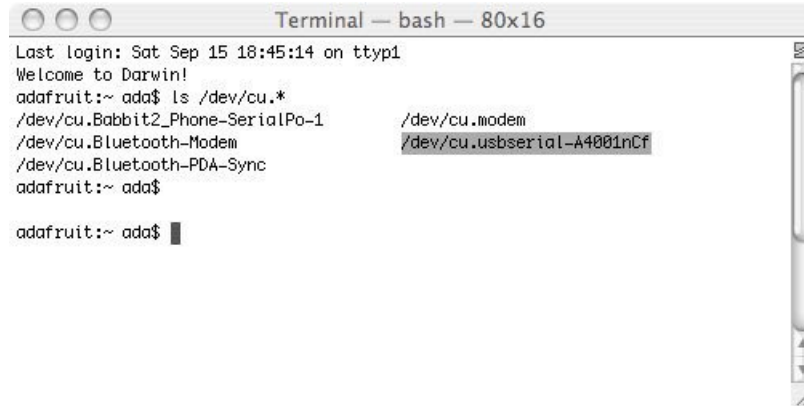 Terminal — bash — 80x16
Last login: Sat Sep 15 18:45:14 on ttyp1
Welcome to Darwin!
adafruit:~ ada$ ls /dev/cu.*
/dev/cu.Babbit2_Phone-SerialPo-1 /dev/cu.modem
/dev/cu.Bluetooth-Modem /dev/cu.usbserial-A4001nCf
/dev/cu.Bluetooth-PDA-Sync
adafruit:~ ada$
adafruit:~ ada$